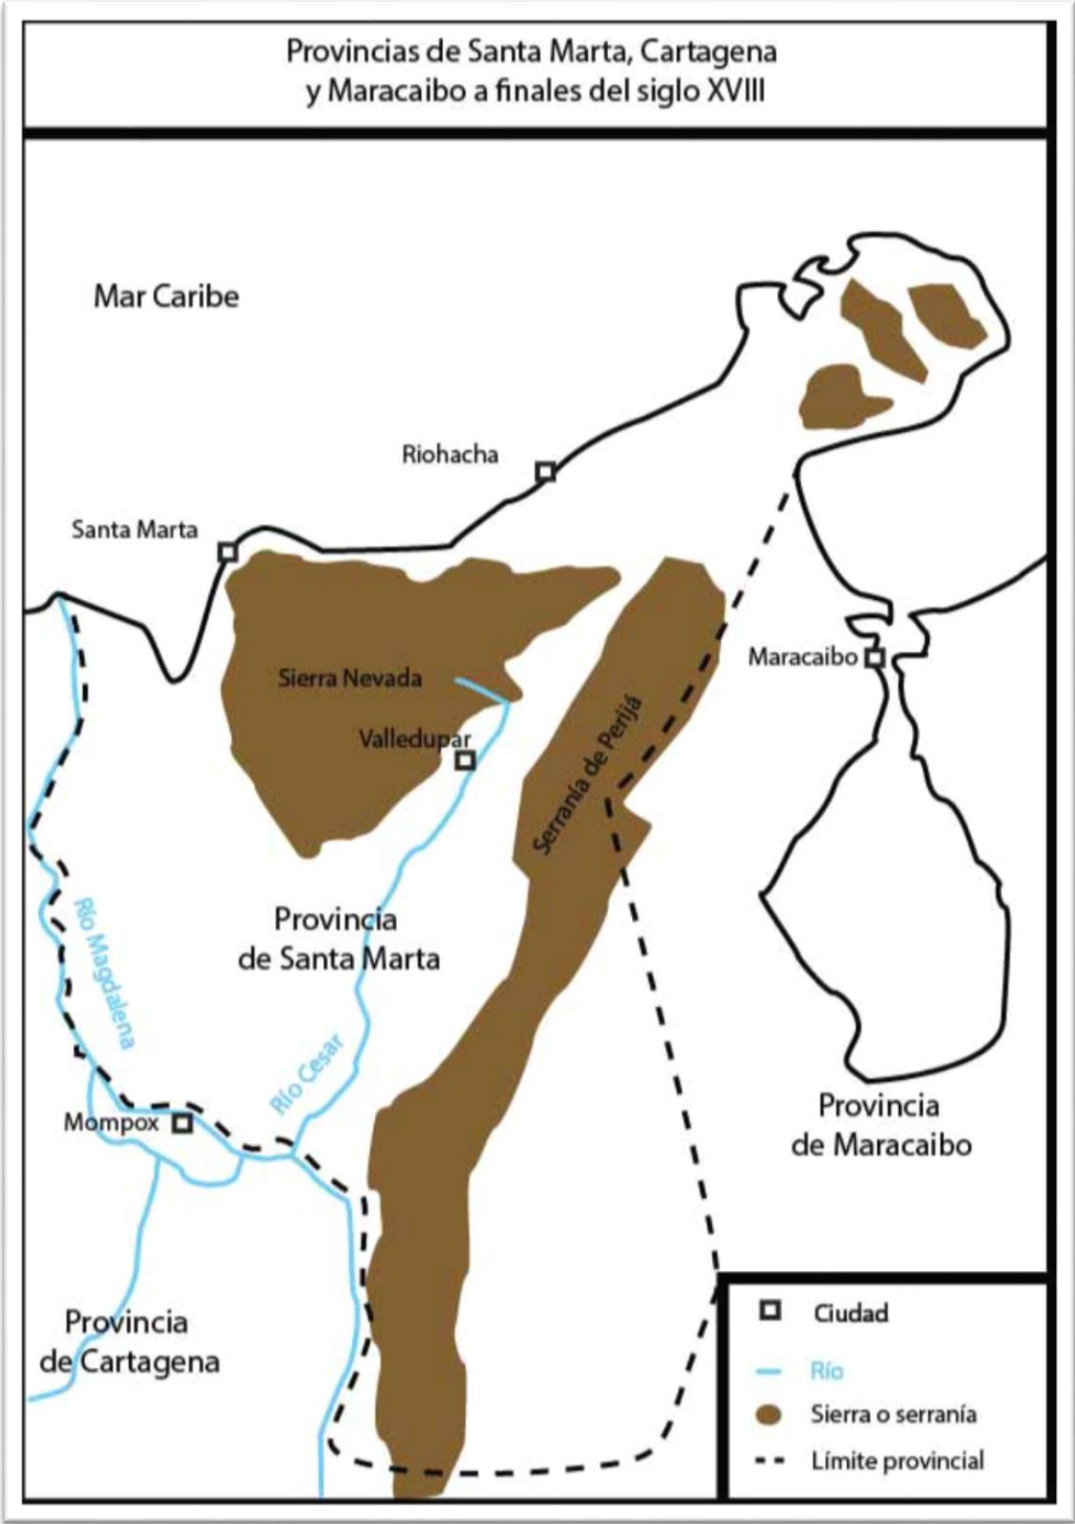 Provincias de Santa Marta, Cartagena
y Maracaibo a finales del siglo XVIII
Mar Caribe
Riohacha
Santa Marta
Maracaibo
Sierra Nevada
Valledupar
Serranía de Perijá
Provincia
de Santa Marta
Río Magdalena
Río Cesar
Mompox
Provincia
de Maracaibo
Provincia
de Cartagena
Ciudad
Río
Sierra o serranía
Límite provincial